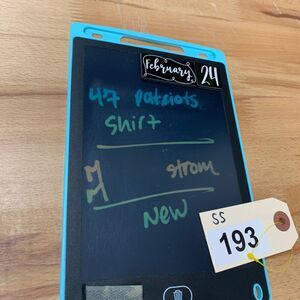 February 24
47 patriots
shirt
strom
New
SS
193